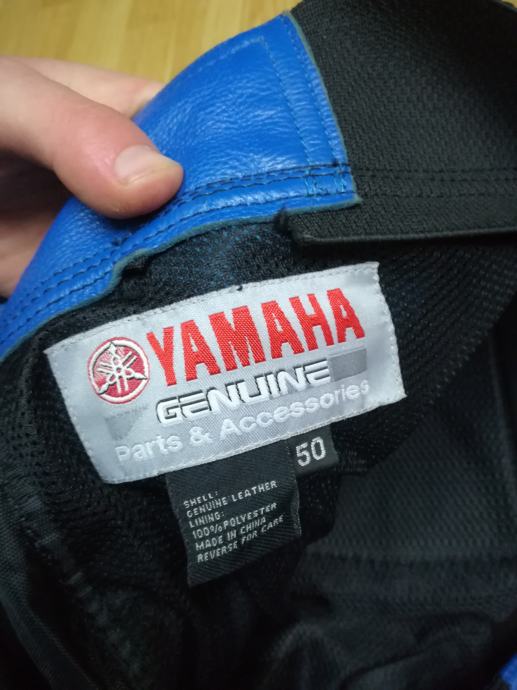 YAMAHA
GENUINE
Parts & Accessories
50
SHELL:
GENUINE LEATHER
LINING:
100%POLYESTER
MADE IN CHINA
REVERSE FOR CARE